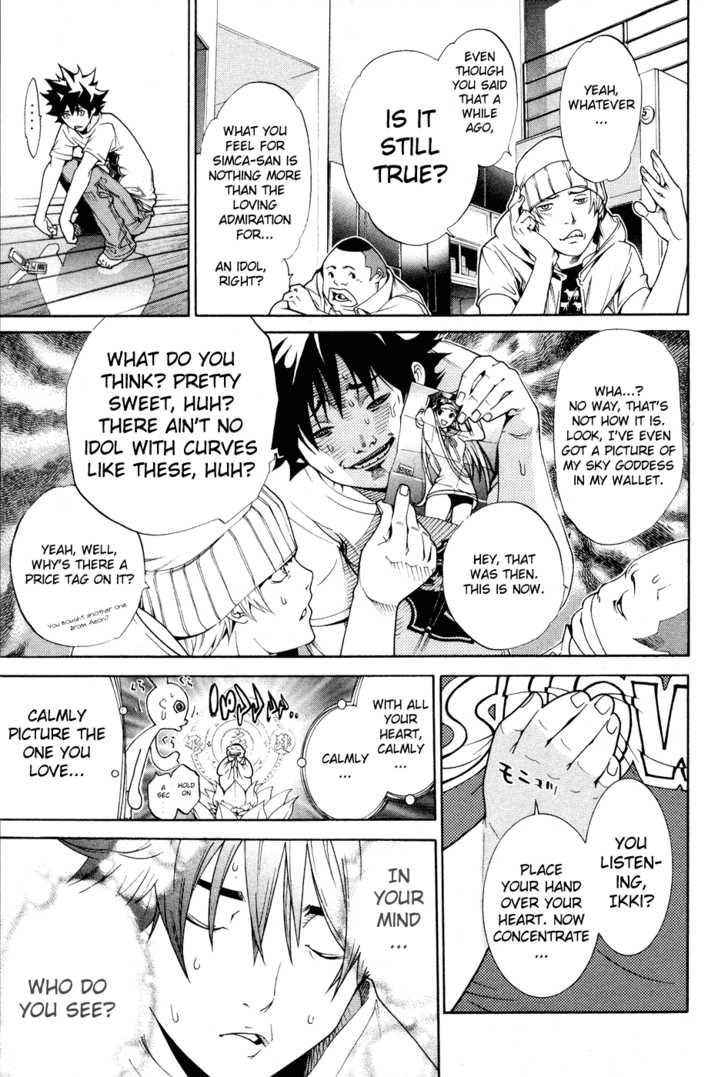 YEAH,
WHATEVER
...
EVEN
THOUGH
YOU SAID
THAT A
WHILE
AGO,
IS IT
STILL
TRUE?
WHAT YOU
FEEL FOR
SIMCA-SAN IS
NOTHING MORE
THAN THE
LOVING
ADMIRATION
FOR...
AN IDOL,
RIGHT?
....
WHA...?
NO WAY, THAT'S
NOT HOW IT IS.
LOOK, I'VE EVEN
GOT A PICTURE OF
MY SKY GODDESS
IN MY WALLET.
WHAT DO YOU
THINK? PRETTY
SWEET, HUH?
THERE AIN'T NO
IDOL WITH CURVES
LIKE THESE, HUH?
HEY, THAT
WAS THEN.
THIS IS NOW.
YEAH, WELL,
WHY'S THERE A
PRICE TAG ON IT?
You bought another one
from Aeon?
YOU
LISTEN-
ING,
IKKI?
モニュッ
PLACE
YOUR HAND
OVER YOUR
HEART. NOW
CONCENTRATE
...
WITH ALL
YOUR
HEART,
CALMLY
CALMLY
...
HOLD
ON
A
SEC
CALMLY
PICTURE THE
ONE YOU
LOVE...
IN
YOUR
MIND
...
WHO DO
YOU SEE?